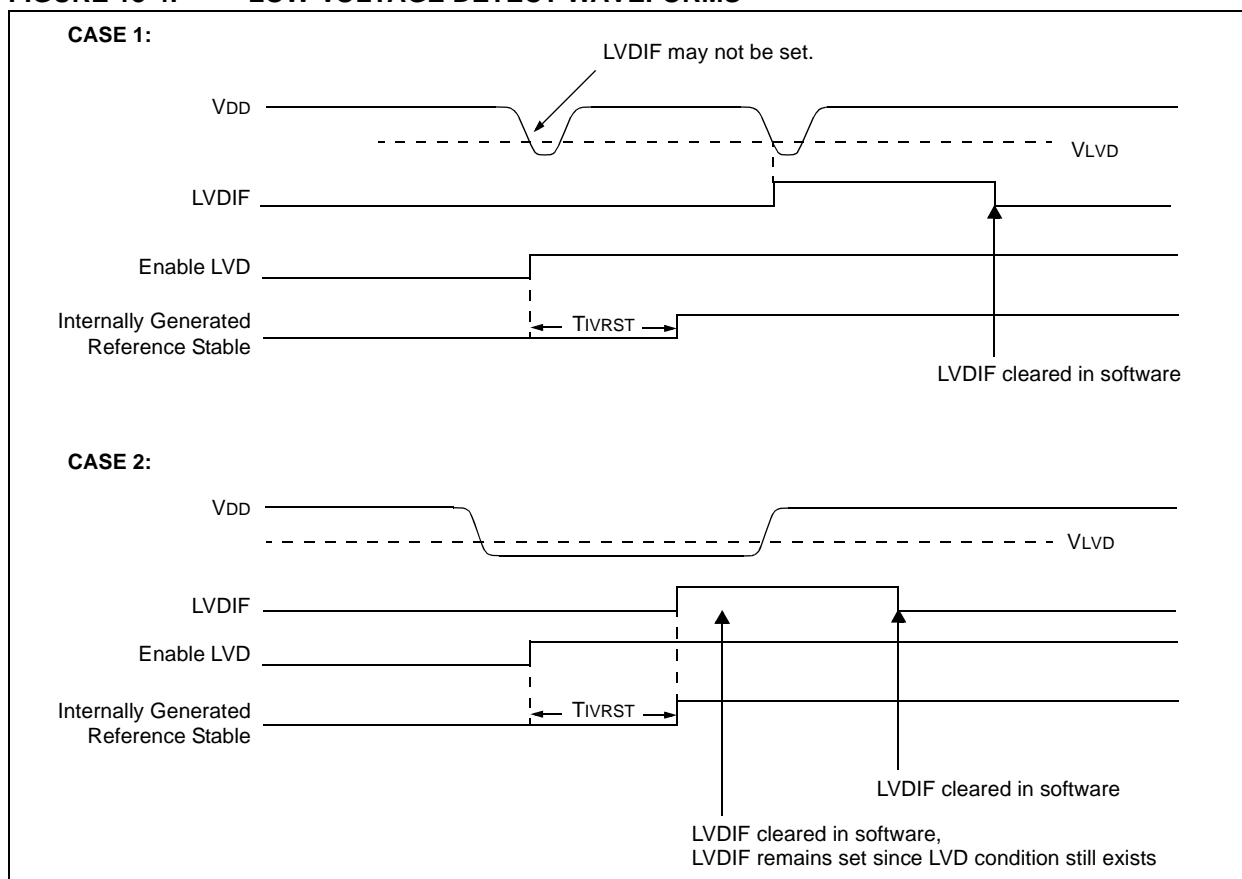 CASE 1:
LVDIF may not be set.
VDD
VLVD
LVDIF
Enable LVD
Internally Generated
Reference Stable
TIVRST
LVDIF cleared in software
CASE 2:
VDD
VLVD
LVDIF
Enable LVD
Internally Generated
Reference Stable
TIVRST
LVDIF cleared in software
LVDIF cleared in software,
LVDIF remains set since LVD condition still exists